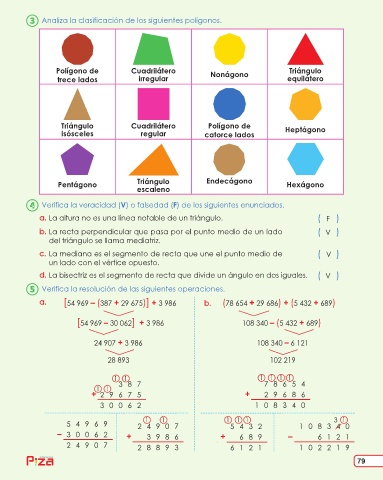 3 Analiza la clasificación de los siguientes polígonos.
Polígono de trece lados
Cuadrilátero irregular
Nonágono
Triángulo equilátero
Triángulo isósceles
Cuadrilátero regular
Polígono de catorce lados
Heptágono
Pentágono
Triángulo escaleno
Endecágono
Hexágono
4 Verifica la veracidad (V) o falsedad (F) de los siguientes enunciados.
a. La altura no es una línea notable de un triángulo. ( F )
b. La recta perpendicular que pasa por el punto medio de un lado ( V )
del triángulo se llama mediatriz.
c. La mediana es el segmento de recta que une el punto medio de ( V )
un lado con el vértice opuesto.
d. La bisectriz es el segmento de recta que divide un ángulo en dos iguales. ( V )
5 Verifica la resolución de las siguientes operaciones.
a. [54 969 – (387 + 29 675)] + 3 986
[54 969 – 30 062] + 3 986
24 907 + 3 986
28 893
b. (78 654 + 29 686) + (5 432 + 689)
108 340 – (5 432 + 689)
108 340 – 6 121
102 219
1 1
1 1 3 8 7
+ 2 9 6 7 5
3 0 0 6 2
1 1 1 1
7 8 6 5 4
+ 2 9 6 8 6
1 0 8 3 4 0
5 4 9 6 9
– 3 0 0 6 2
2 4 9 0 7
1 1
2 4 9 0 7
+ 3 9 8 6
2 8 8 9 3
1 1 1
5 4 3 2
+ 6 8 9
6 1 2 1
3 1
1 0 8 3 4 0
– 6 1 2 1
1 0 2 2 1 9
Piza
79